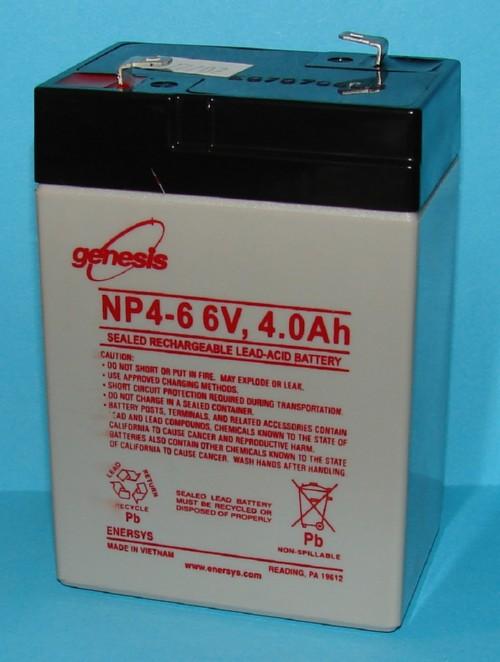 genesis
NP4-6 6V, 4.0Ah
SEALED RECHARGEABLE LEAD-ACID BATTERY
CAUTION:
• DO NOT SHORT OR PUT IN FIRE. MAY EXPLODE OR LEAK.
• USE APPROVED CHARGING METHODS.
• SHORT CIRCUIT PROTECTION REQUIRED DURING TRANSPORTATION.
• DO NOT CHARGE IN A SEALED CONTAINER.
• BATTERY POSTS, TERMINALS, AND RELATED ACCESSORIES CONTAIN
EAD AND LEAD COMPOUNDS, CHEMICALS KNOWN TO THE STATE OF
CALIFORNIA TO CAUSE CANCER AND REPRODUCTIVE HARM.
BATTERIES ALSO CONTAIN OTHER CHEMICALS KNOWN TO THE STATE
OF CALIFORNIA TO CAUSE CANCER. WASH HANDS AFTER HANDLING.
LEAD RETURN
RECYCLE
Pb
SEALED LEAD BATTERY
MUST BE RECYCLED OR
DISPOSED OF PROPERLY
Pb
NON-SPILLABLE
ENERSYS
MADE IN VIETNAM
www.enersys.com
READING, PA 19612